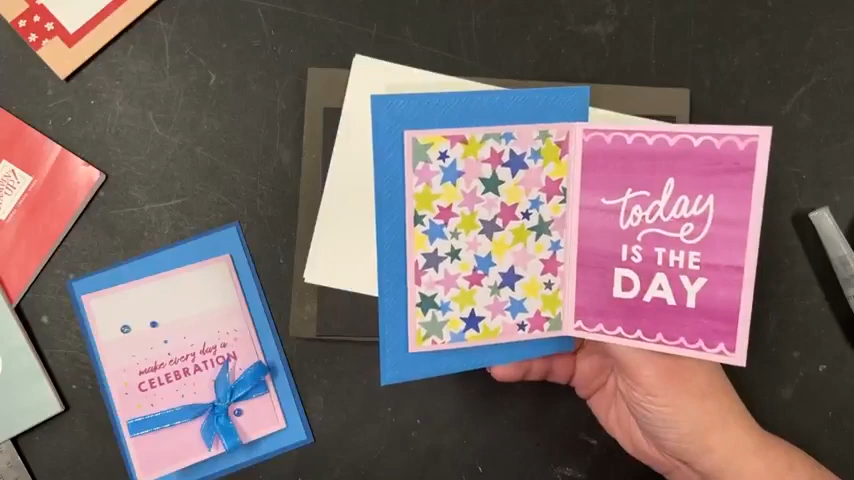 today
IS THE
DAY
make every day a
CELEBRATION